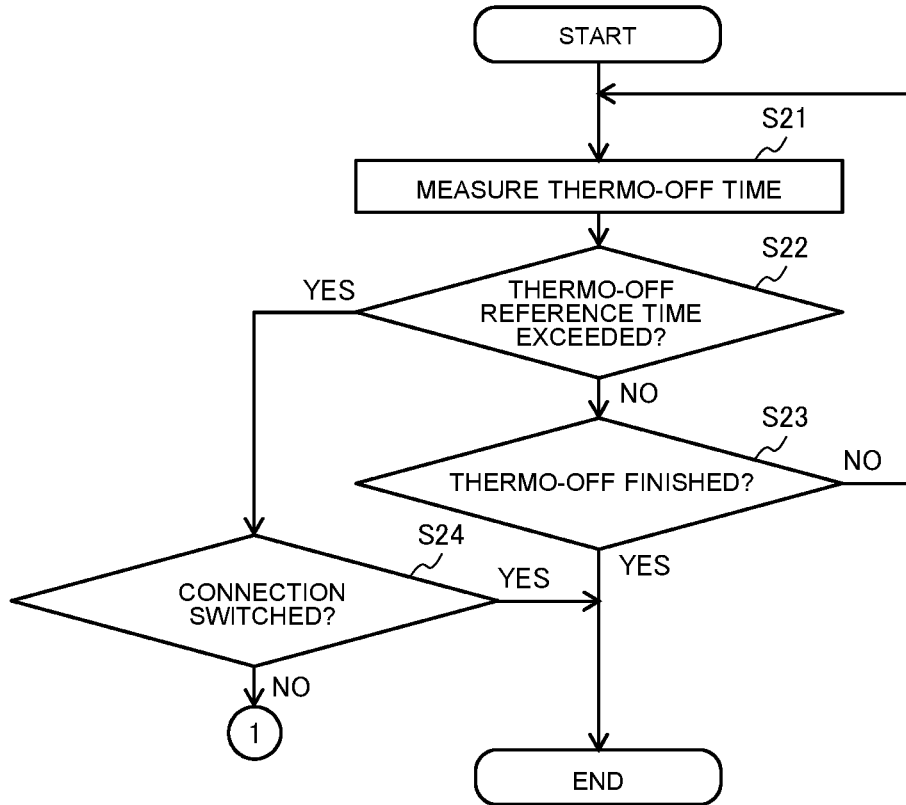 START
S21
MEASURE THERMO-OFF TIME
S22
YES
THERMO-OFF
REFERENCE TIME
EXCEEDED?
NO
S23
THERMO-OFF FINISHED?
NO
YES
S24
CONNECTION
SWITCHED?
YES
NO
1
END